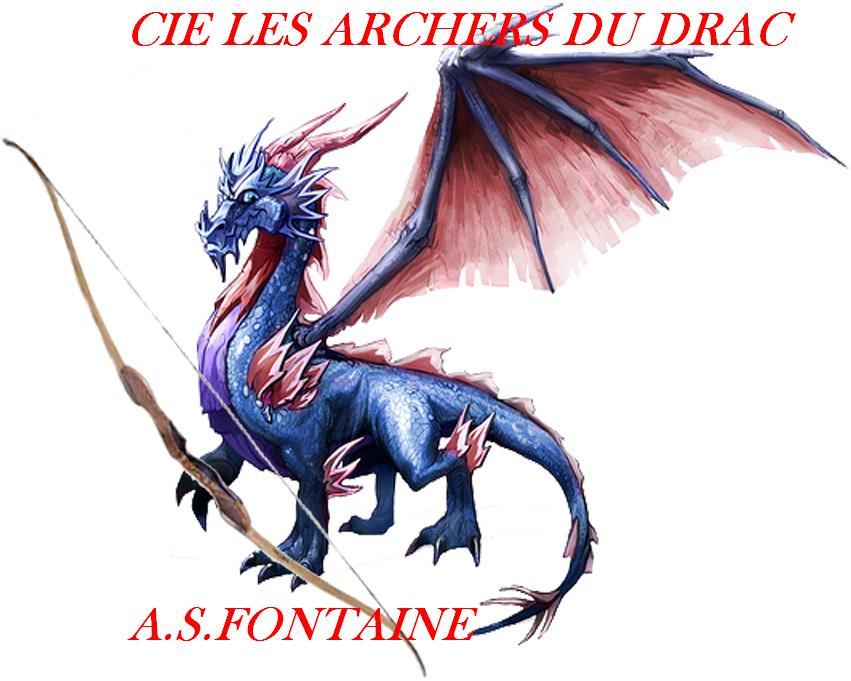 CIE LES ARCHERS DU DRAC
A.S.FONTAINE